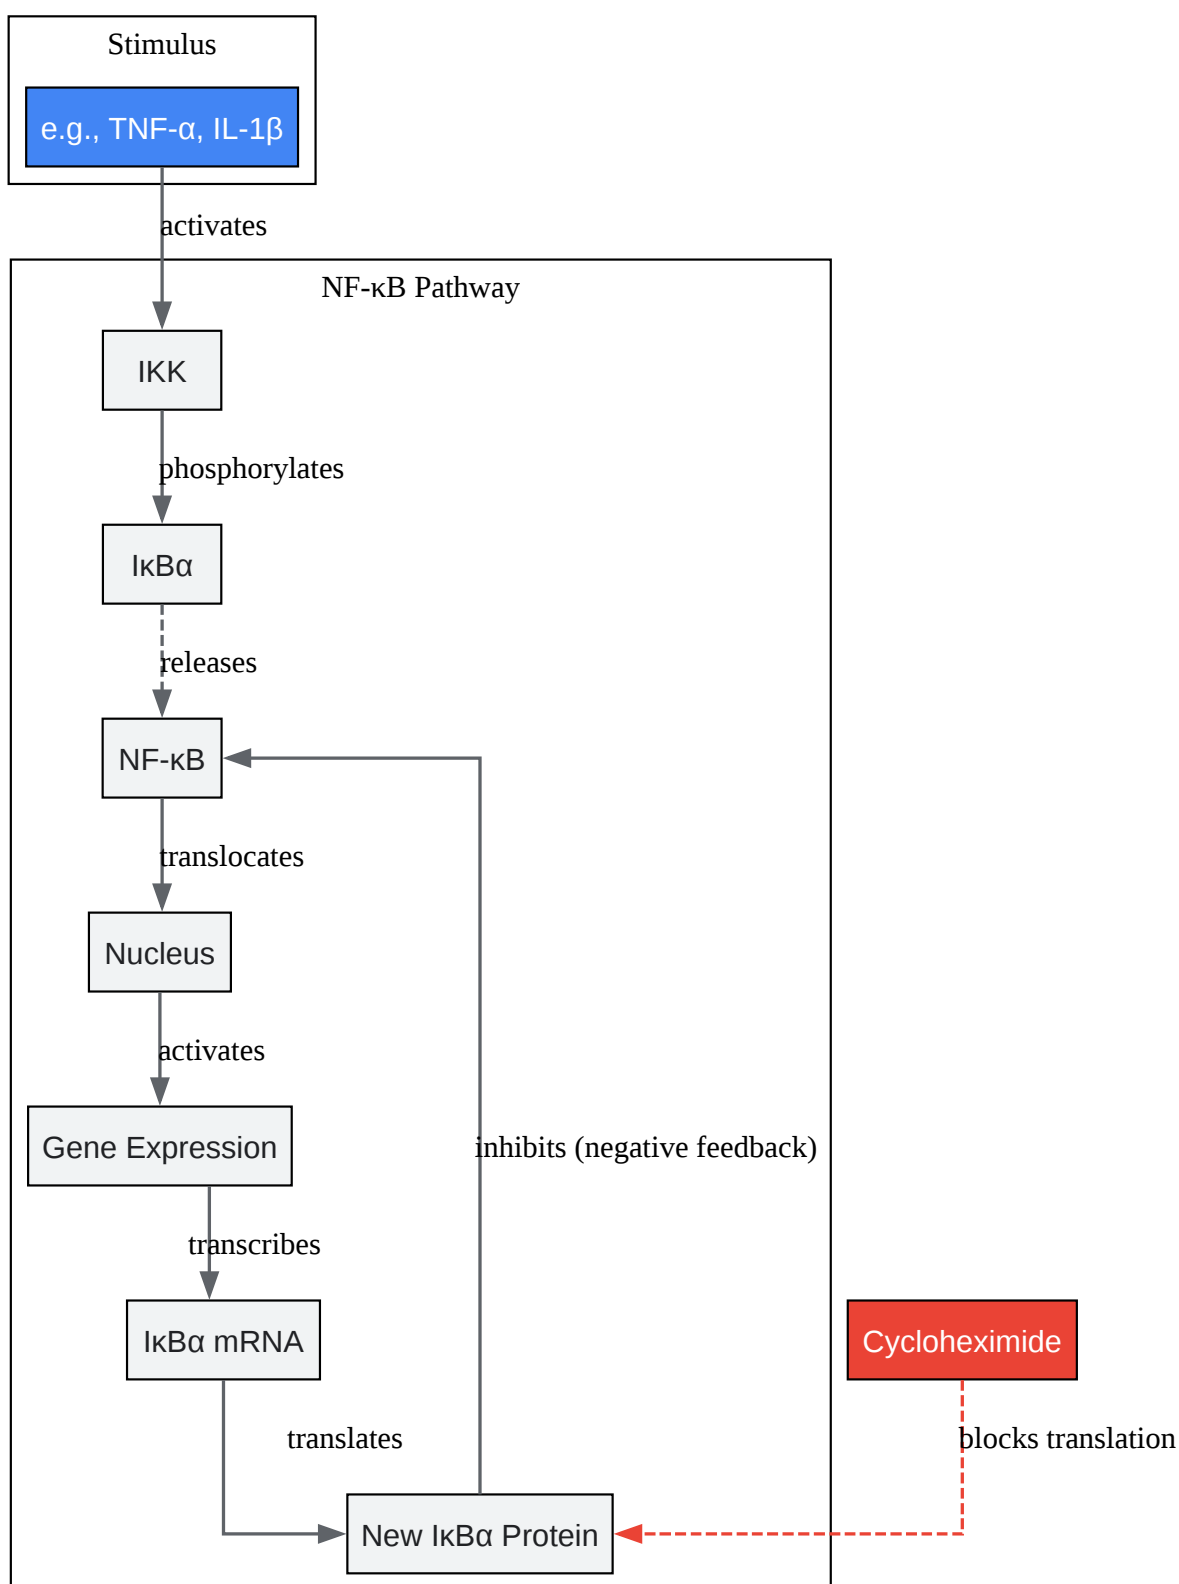 Stimulus
e.g., TNF-α, IL-1β
activates
NF-κB Pathway
IKK
phosphorylates
IκBα
releases
NF-κB
translocates
Nucleus
activates
Gene Expression
inhibits (negative feedback)
transcribes
IκBα mRNA
Cycloheximide
translates
blocks translation
New IκBα Protein